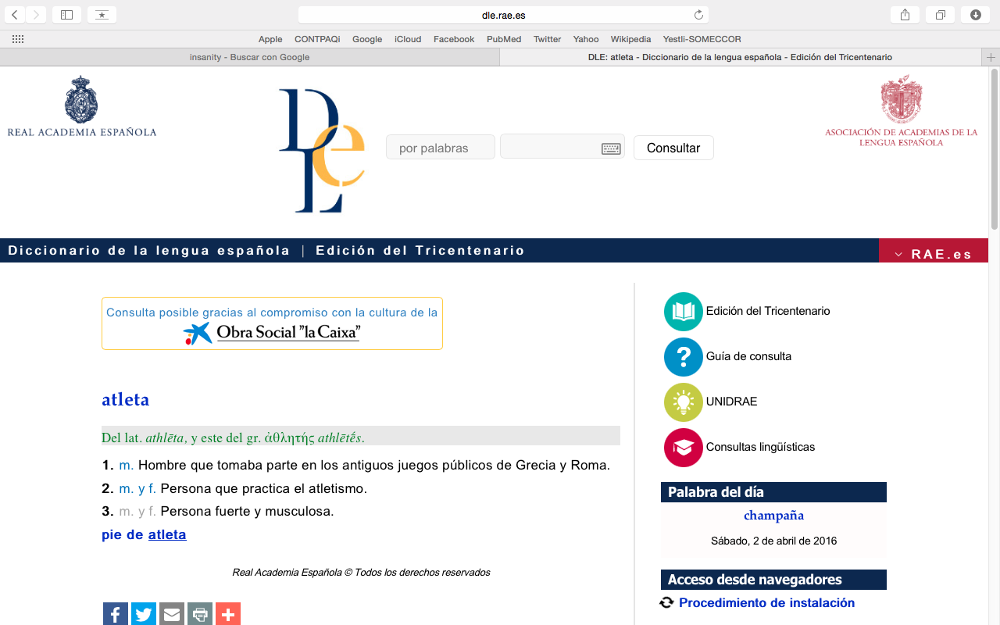 dle.rae.es
Apple CONTPAQi Google iCloud Facebook PubMed Twitter Yahoo Wikipedia Yestli-SOMECCOR
insanity - Buscar con Google
DLE: atleta - Diccionario de la lengua española - Edición del Tricentenario
REAL ACADEMIA ESPAÑOLA
DLe
por palabras
Consultar
ASOCIACIÓN DE ACADEMIAS DE LA
LENGUA ESPAÑOLA
Diccionario de la lengua española | Edición del Tricentenario
RAE.es
Consulta posible gracias al compromiso con la cultura de la
Obra Social "la Caixa"
atleta
Del lat. athlēta, y este del gr. ἀθλητής athlētḗs.
1. m. Hombre que tomaba parte en los antiguos juegos públicos de Grecia y Roma.
2. m. y f. Persona que practica el atletismo.
3. m. y f. Persona fuerte y musculosa.
pie de atleta
Real Academia Española © Todos los derechos reservados
Edición del Tricentenario
Guía de consulta
UNIDRAE
Consultas lingüísticas
Palabra del día
champaña
Sábado, 2 de abril de 2016
Acceso desde navegadores
Procedimiento de instalación